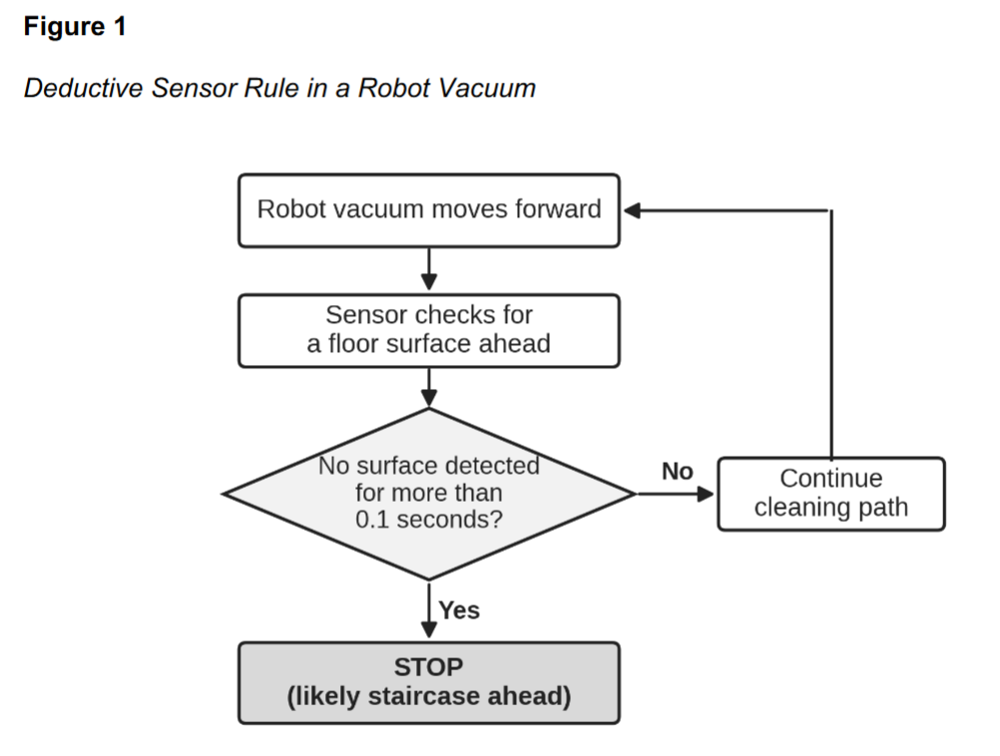 Figure 1
Deductive Sensor Rule in a Robot Vacuum
Robot vacuum moves forward
Sensor checks for
a floor surface ahead
No surface detected
for more than
0.1 seconds?
No
Continue
cleaning path
Yes
STOP
(likely staircase ahead)